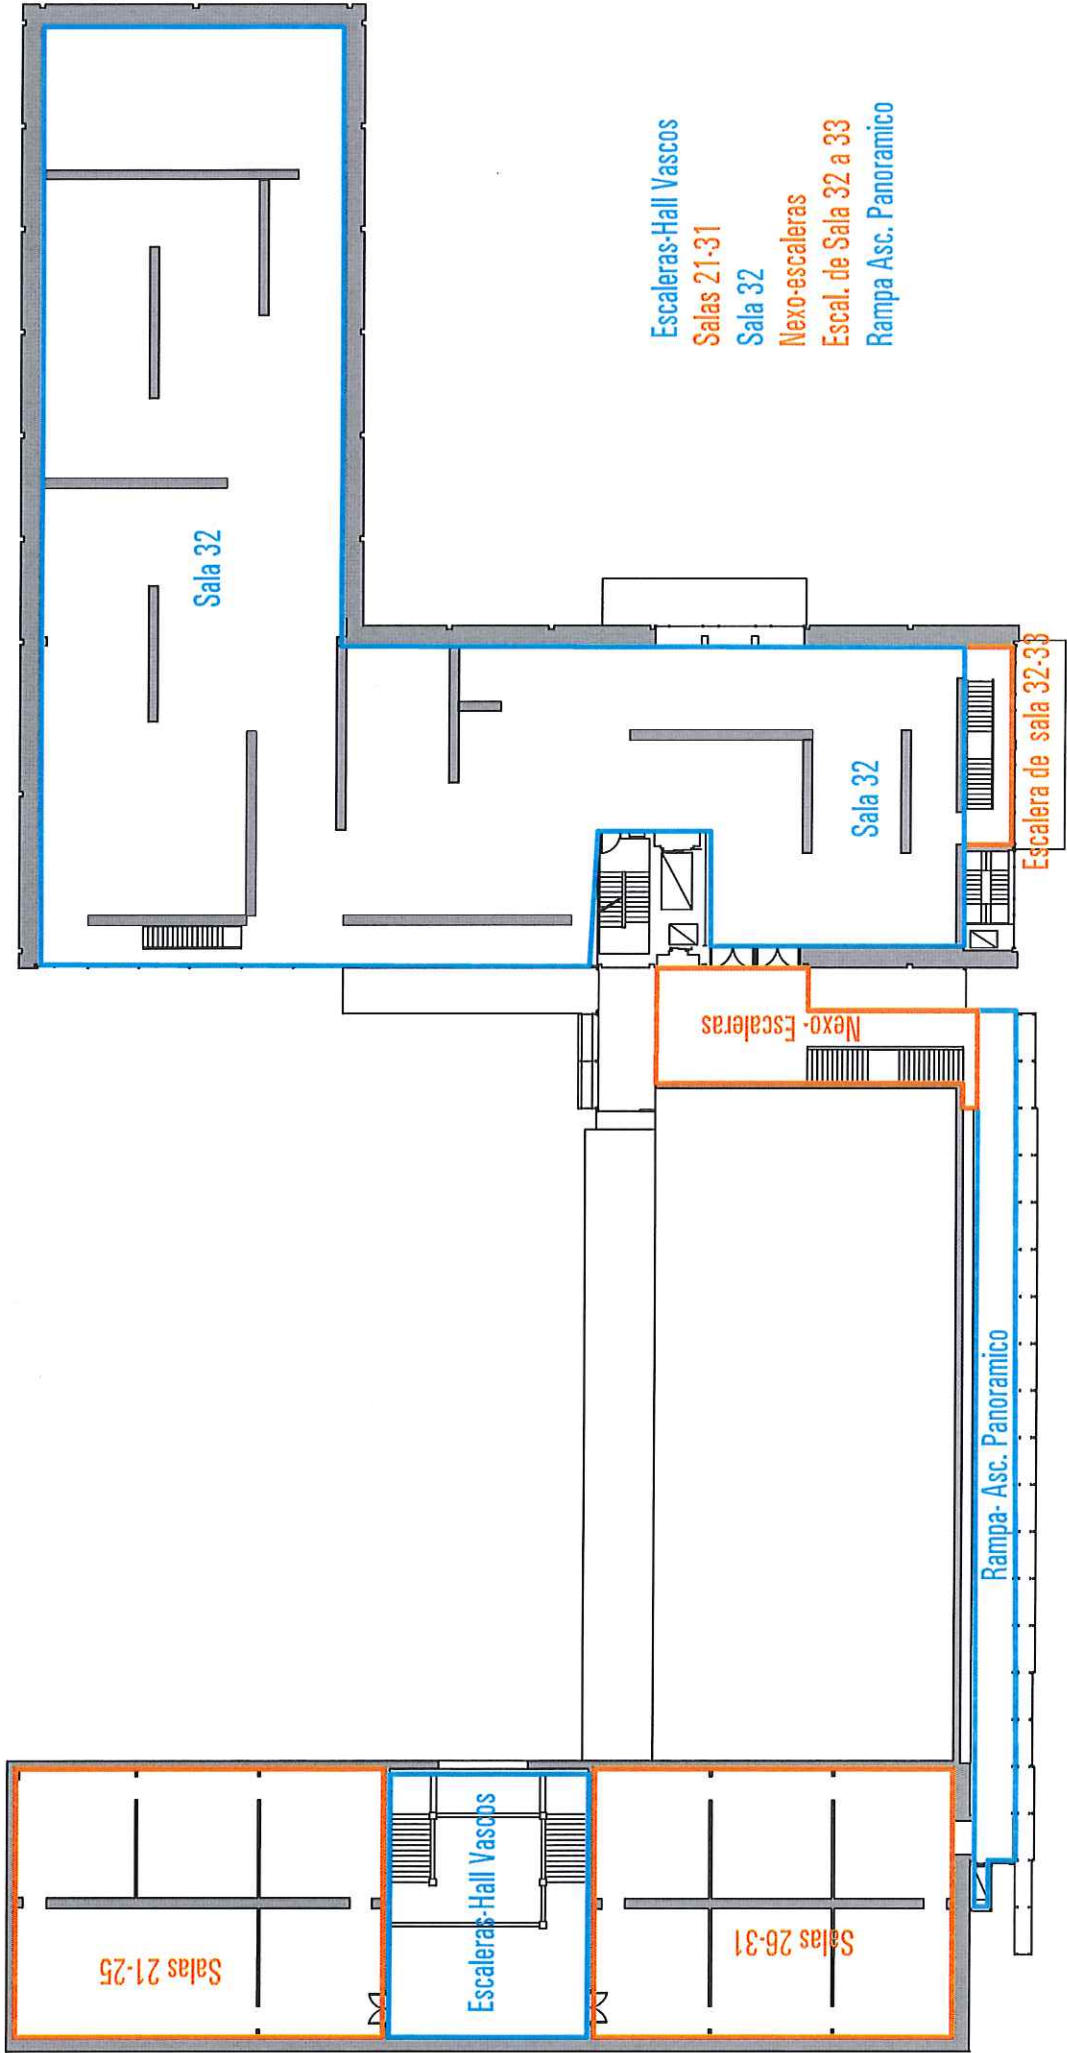 Escaleras-Hall Vascos
Salas 21-31
Sala 32
Nexo-escaleras
Escal. de Sala 32 a 33
Rampa Asc. Panoramico
Sala 32
Sala 32
Escalera de sala 32-33
Nexo- Escaleras
Rampa- Asc. Panoramico
Salas 21-25
Escaleras-Hall Vascos
Salas 26-31